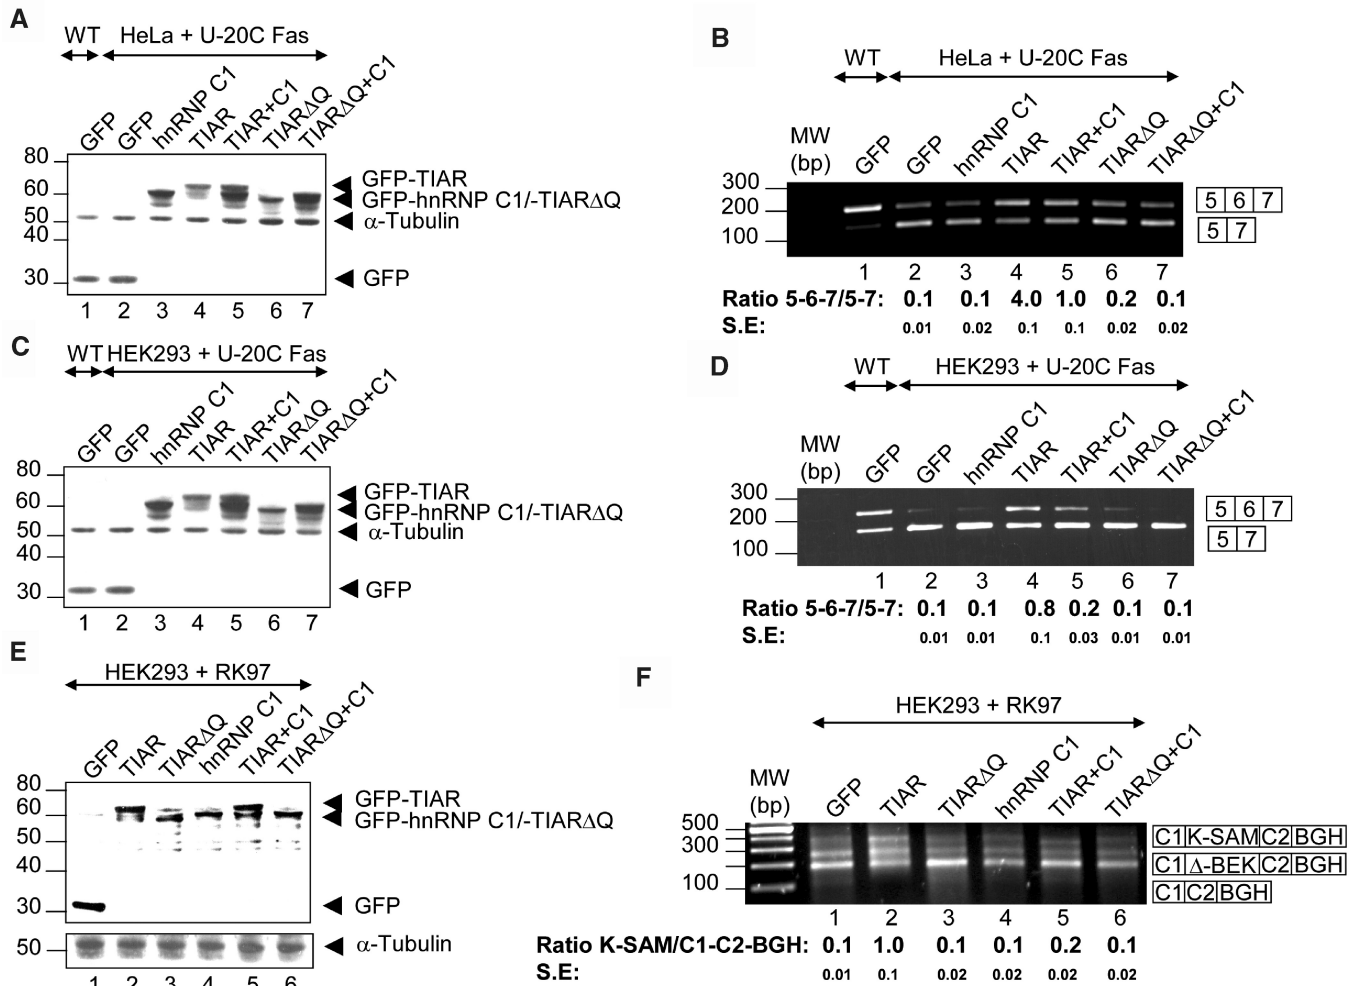 A
WT HeLa + U-20C Fas
GFP GFP hnRNP C1 TIAR TIAR+C1 TIARΔQ TIARΔQ+C1
80
60
50
40
30
GFP-TIAR
GFP-hnRNP C1/-TIARΔQ
α-Tubulin
GFP
1 2 3 4 5 6 7
B
WT HeLa + U-20C Fas
MW (bp) GFP GFP hnRNP C1 TIAR TIAR+C1 TIARΔQ TIARΔQ+C1
300
200
100
5 6 7
5 7
1 2 3 4 5 6 7
Ratio 5-6-7/5-7: 0.1 0.1 4.0 1.0 0.2 0.1
S.E: 0.01 0.02 0.1 0.1 0.02 0.02
C
WT HEK293 + U-20C Fas
GFP GFP hnRNP C1 TIAR TIAR+C1 TIARΔQ TIARΔQ+C1
80
60
50
40
30
GFP-TIAR
GFP-hnRNP C1/-TIARΔQ
α-Tubulin
GFP
1 2 3 4 5 6 7
D
WT HEK293 + U-20C Fas
MW (bp) GFP GFP hnRNP C1 TIAR TIAR+C1 TIARΔQ TIARΔQ+C1
300
200
100
5 6 7
5 7
1 2 3 4 5 6 7
Ratio 5-6-7/5-7: 0.1 0.1 0.8 0.2 0.1 0.1
S.E: 0.01 0.01 0.1 0.03 0.01 0.01
E
HEK293 + RK97
GFP TIAR TIARΔQ hnRNP C1 TIAR+C1 TIARΔQ+C1
80
60
50
40
30
GFP-TIAR
GFP-hnRNP C1/-TIARΔQ
GFP
50
α-Tubulin
1 2 3 4 5 6
F
HEK293 + RK97
MW (bp) GFP TIAR TIARΔQ hnRNP C1 TIAR+C1 TIARΔQ+C1
500
300
100
C1 K-SAM C2 BGH
C1 Δ-BEK C2 BGH
C1 C2 BGH
1 2 3 4 5 6
Ratio K-SAM/C1-C2-BGH: 0.1 1.0 0.1 0.1 0.2 0.1
S.E: 0.01 0.1 0.02 0.02 0.02 0.02